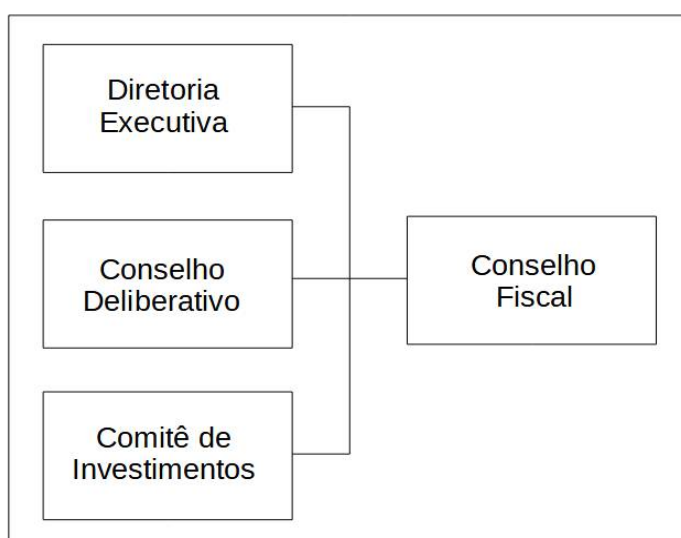 Diretoria
Executiva
Conselho
Deliberativo
Conselho
Fiscal
Comitê de
Investimentos